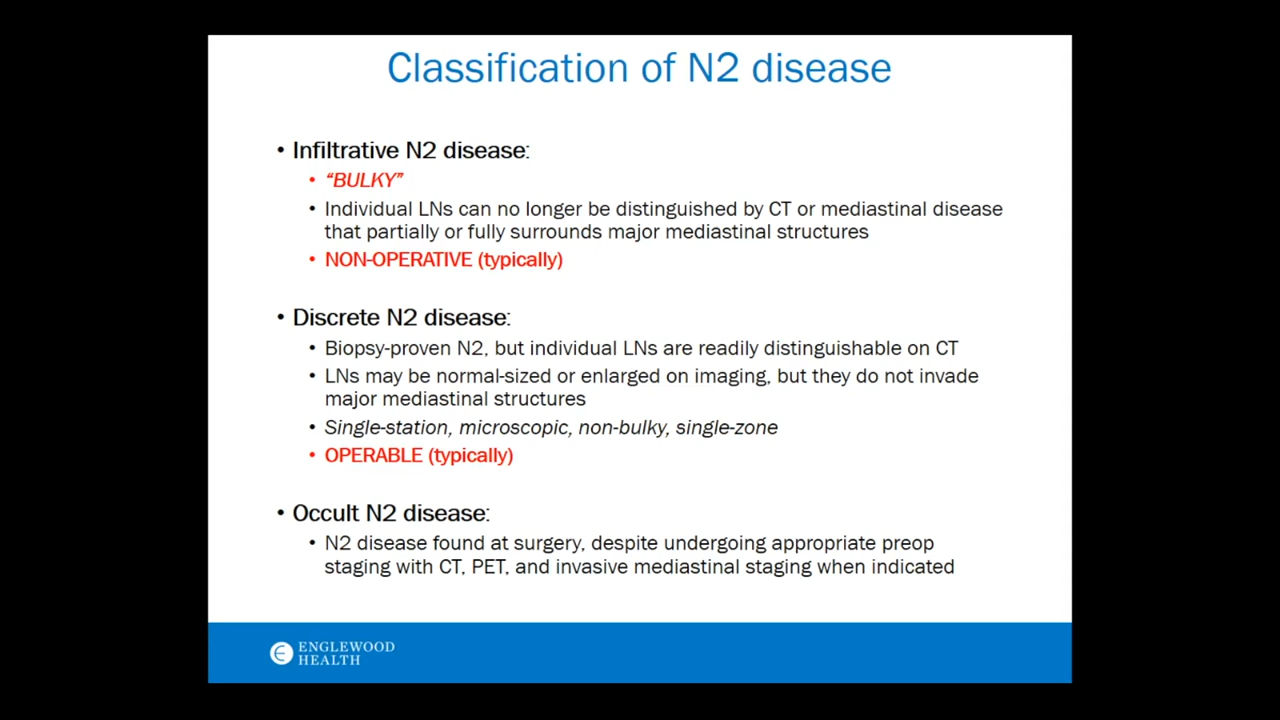 Classification of N2 disease
• Infiltrative N2 disease:
• “BULKY”
• Individual LNs can no longer be distinguished by CT or mediastinal disease
that partially or fully surrounds major mediastinal structures
• NON-OPERATIVE (typically)
• Discrete N2 disease:
• Biopsy-proven N2, but individual LNs are readily distinguishable on CT
• LNs may be normal-sized or enlarged on imaging, but they do not invade
major mediastinal structures
• Single-station, microscopic, non-bulky, single-zone
• OPERABLE (typically)
• Occult N2 disease:
• N2 disease found at surgery, despite undergoing appropriate preop
staging with CT, PET, and invasive mediastinal staging when indicated
ENGLEWOOD
HEALTH